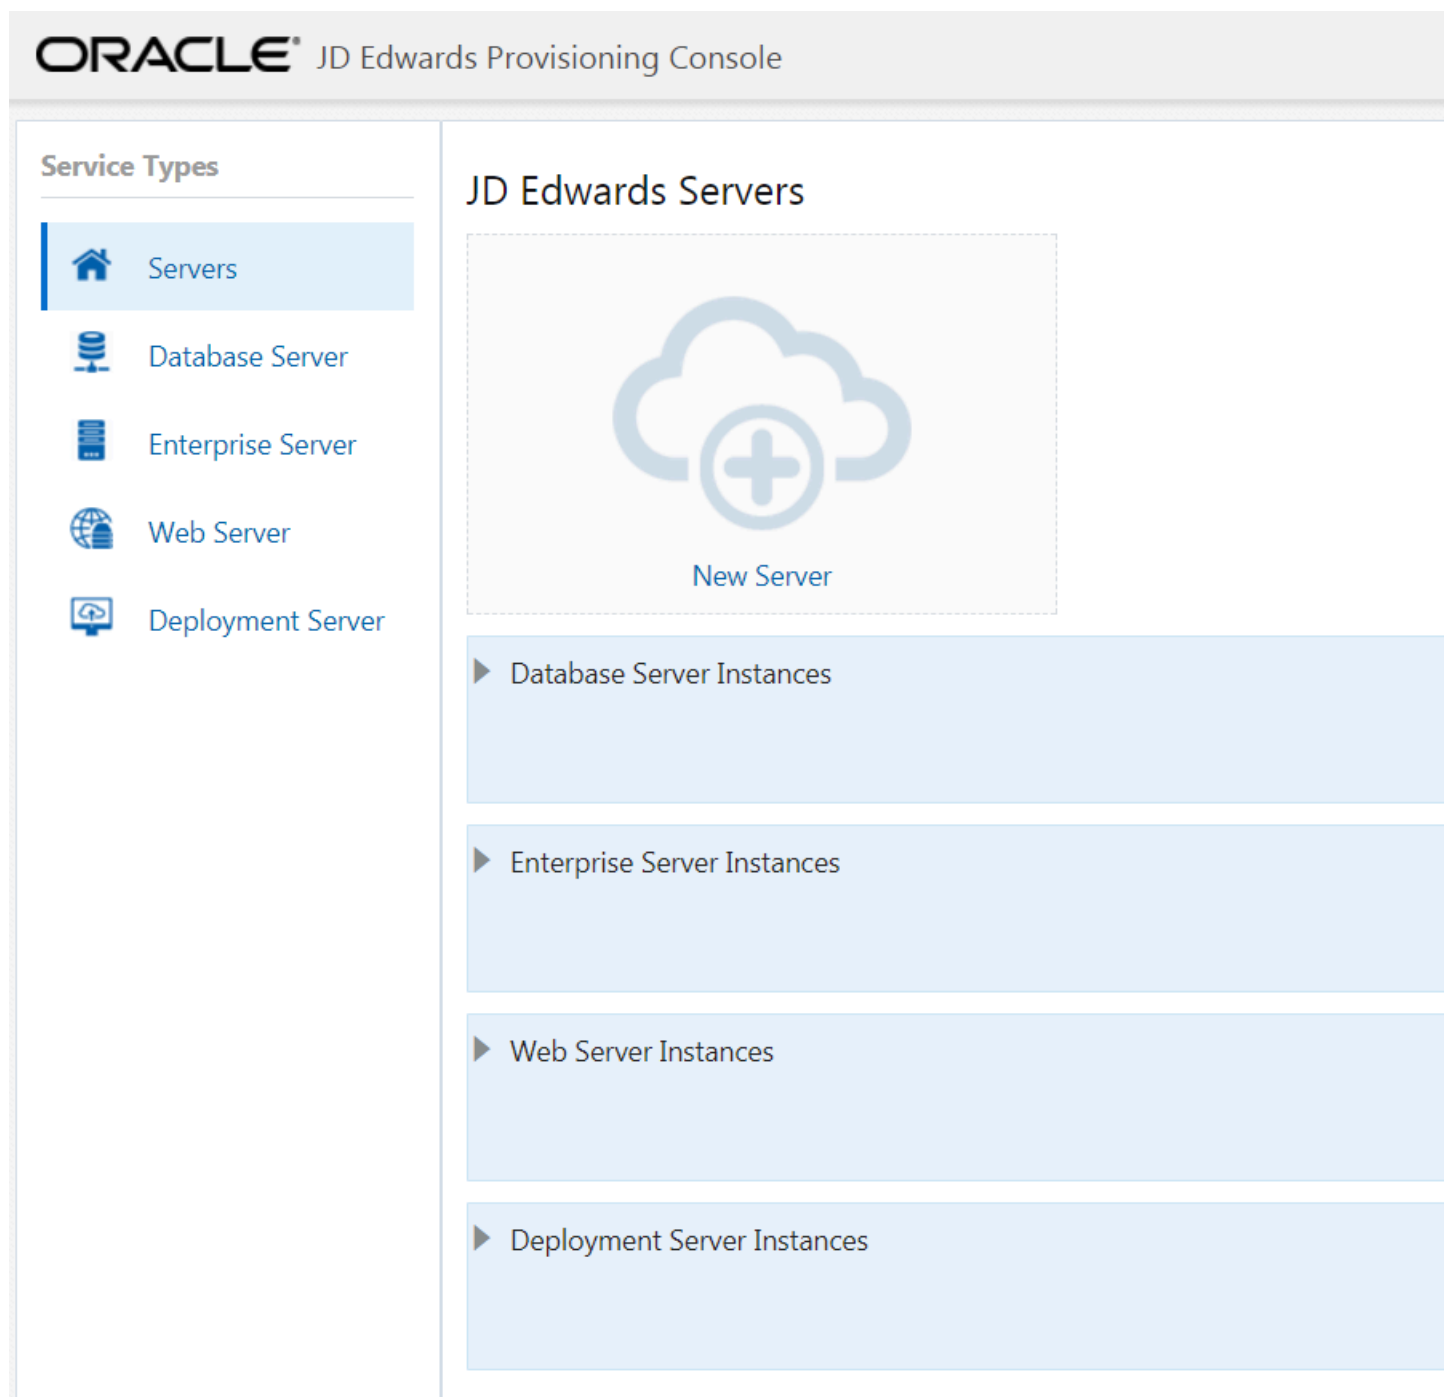 ORACLE® JD Edwards Provisioning Console
Service Types
Servers
Database Server
Enterprise Server
Web Server
Deployment Server
JD Edwards Servers
New Server
Database Server Instances
Enterprise Server Instances
Web Server Instances
Deployment Server Instances